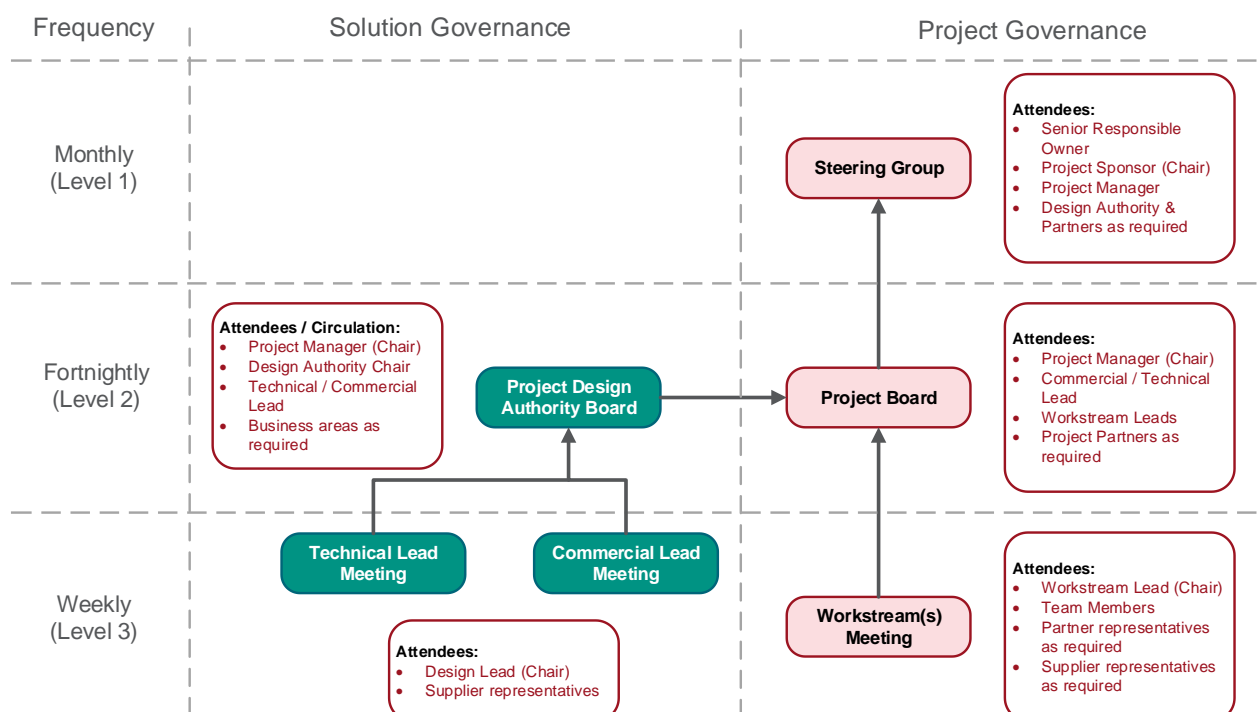 Frequency
Solution Governance
Project Governance
Monthly
(Level 1)
Steering Group
Attendees:
• Senior Responsible
Owner
• Project Sponsor (Chair)
• Project Manager
• Design Authority &
Partners as required
Fortnightly
(Level 2)
Attendees / Circulation:
• Project Manager (Chair)
• Design Authority Chair
• Technical / Commercial
Lead
• Business areas as
required
Project Design
Authority Board
Project Board
Attendees:
• Project Manager (Chair)
• Commercial / Technical
Lead
• Workstream Leads
• Project Partners as
required
Weekly
(Level 3)
Technical Lead
Meeting
Commercial Lead
Meeting
Attendees:
• Design Lead (Chair)
• Supplier representatives
Workstream(s)
Meeting
Attendees:
• Workstream Lead (Chair)
• Team Members
• Partner representatives
as required
• Supplier representatives
as required